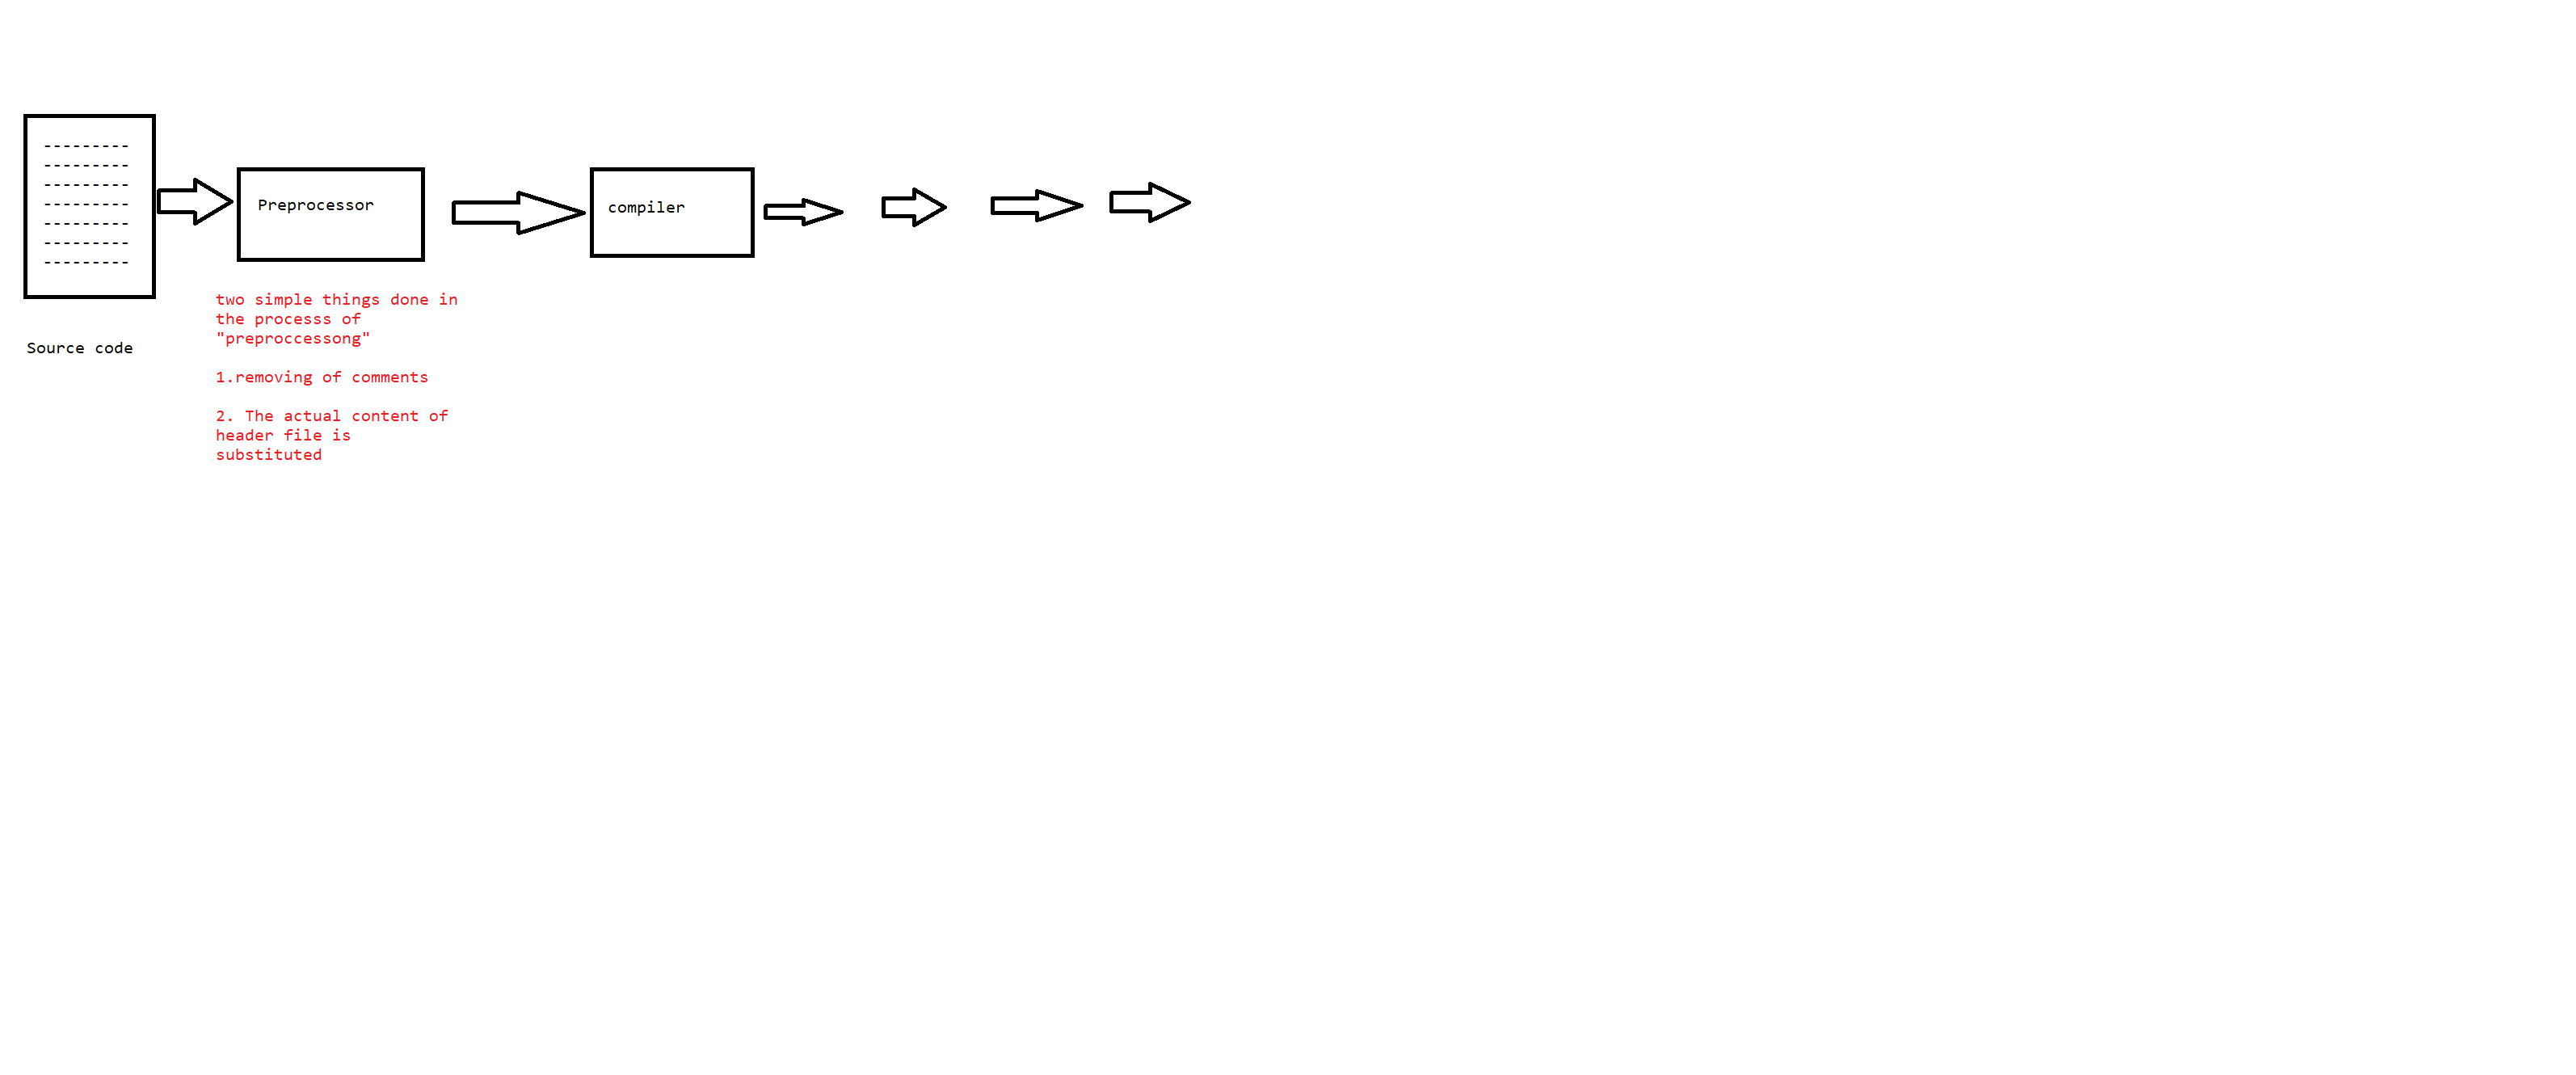 ---------
---------
---------
---------
---------
---------
---------
Source code
Preprocessor
two simple things done in
the processs of
"preproccessong"
1.removing of comments
2. The actual content of
header file is
substituted
compiler